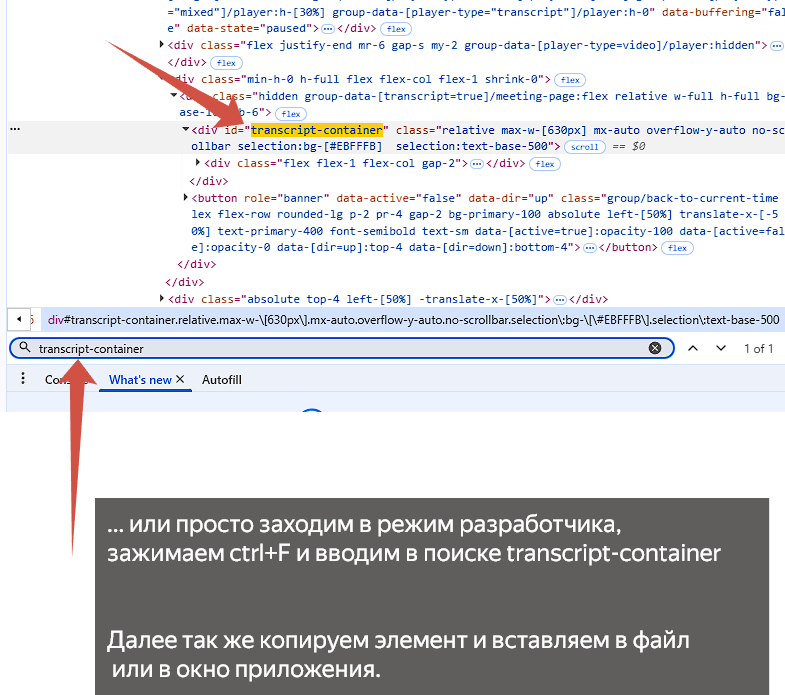 ="mixed"]/player:h-[30%] group-data-[player-type="transcript"]/player:h-0" data-buffering="fal
e" data-state="paused">⋯</div> flex
<div class="flex justify-end mr-6 gap-s my-2 group-data-[player-type=video]/player:hidden">⋯
</div> flex
div class="min-h-0 h-full flex flex-col flex-1 shrink-0"> flex
class="hidden group-data-[transcript=true]/meeting-page:flex relative w-full h-full bg-
b-6"> flex
<div id="transcript-container" class="relative max-w-[630px] mx-auto overflow-y-auto no-scr
ollbar selection:bg-[#EBFFFB] selection:text-base-500"> scroll == $0
<div class="flex flex-1 flex-col gap-2">⋯</div> flex
</div>
<button role="banner" data-active="false" data-dir="up" class="group/back-to-current-time
lex flex-row rounded-lg p-2 pr-4 gap-2 bg-primary-100 absolute left-[50%] translate-x-[-5
0%] text-primary-400 font-semibold text-sm data-[active=true]:opacity-100 data-[active=fal
e]:opacity-0 data-[dir=up]:top-4 data-[dir=down]:bottom-4">⋯</button> flex
</div>
</div>
<div class="absolute top-4 left-[50%] -translate-x-[50%]">⋯</div>
div#transcript-container.relative.max-w-\[630px\].mx-auto.overflow-y-auto.no-scrollbar.selection\:bg-\[\#EBFFFB\].selection\:text-base-500
transcript-container 1 of 1
What's new Autofill
... или просто заходим в режим разработчика,
зажимаем ctrl+F и вводим в поиске transcript-container
Далее так же копируем элемент и вставляем в файл
или в окно приложения.